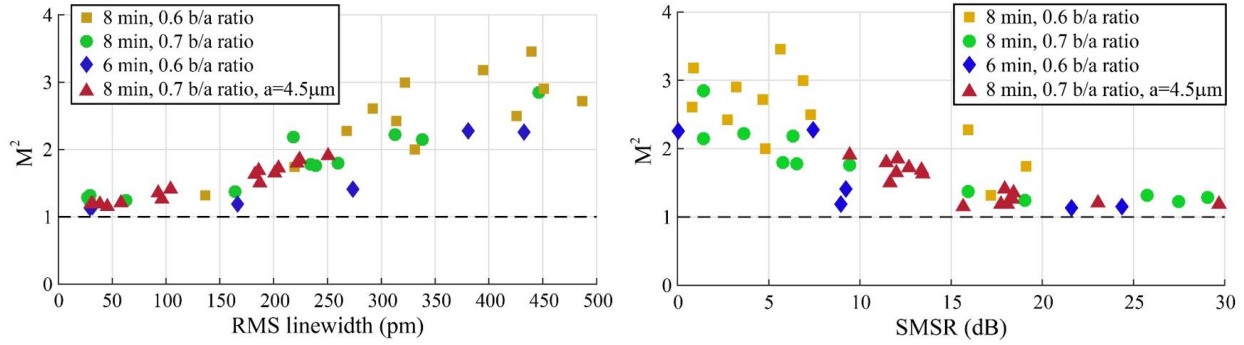 4
3
2
1
0
M²
8 min, 0.6 b/a ratio
8 min, 0.7 b/a ratio
6 min, 0.6 b/a ratio
8 min, 0.7 b/a ratio, a=4.5μm
0 50 100 150 200 250 300 350 400 450 500
RMS linewidth (pm)
4
3
2
1
0
M²
8 min, 0.6 b/a ratio
8 min, 0.7 b/a ratio
6 min, 0.6 b/a ratio
8 min, 0.7 b/a ratio, a=4.5μm
0 5 10 15 20 25 30
SMSR (dB)